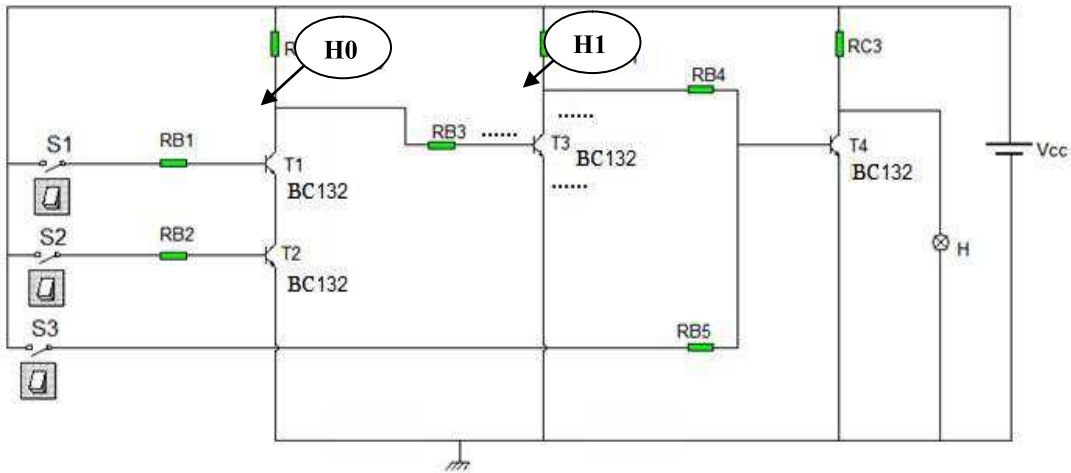 H0
H1
RC3
RB4
S1
RB1
RB3
......
......
T3
BC132
......
T4
BC132
Vcc
T1
BC132
S2
RB2
T2
BC132
H
S3
RB5